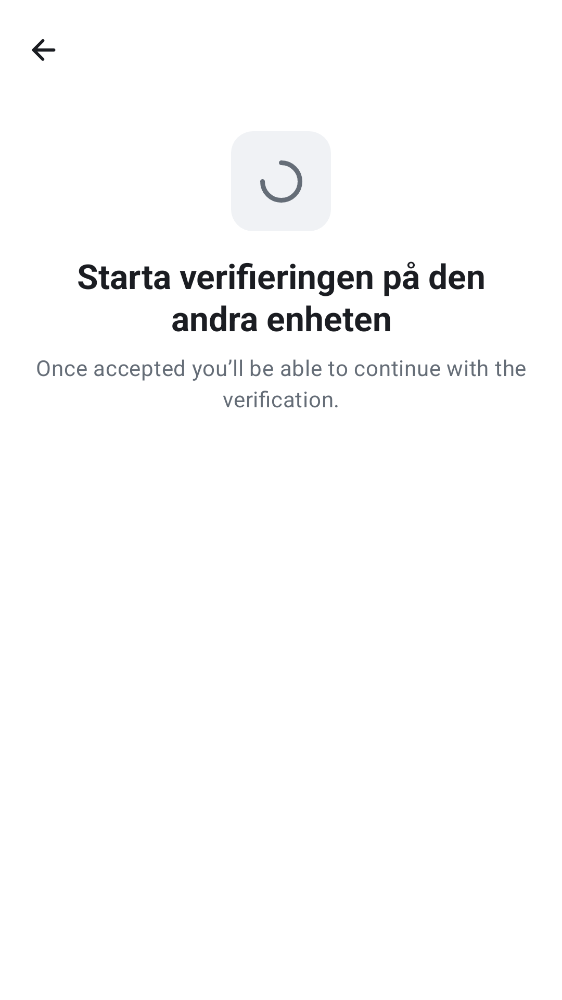 Starta verifieringen på den
andra enheten
Once accepted you’ll be able to continue with the
verification.